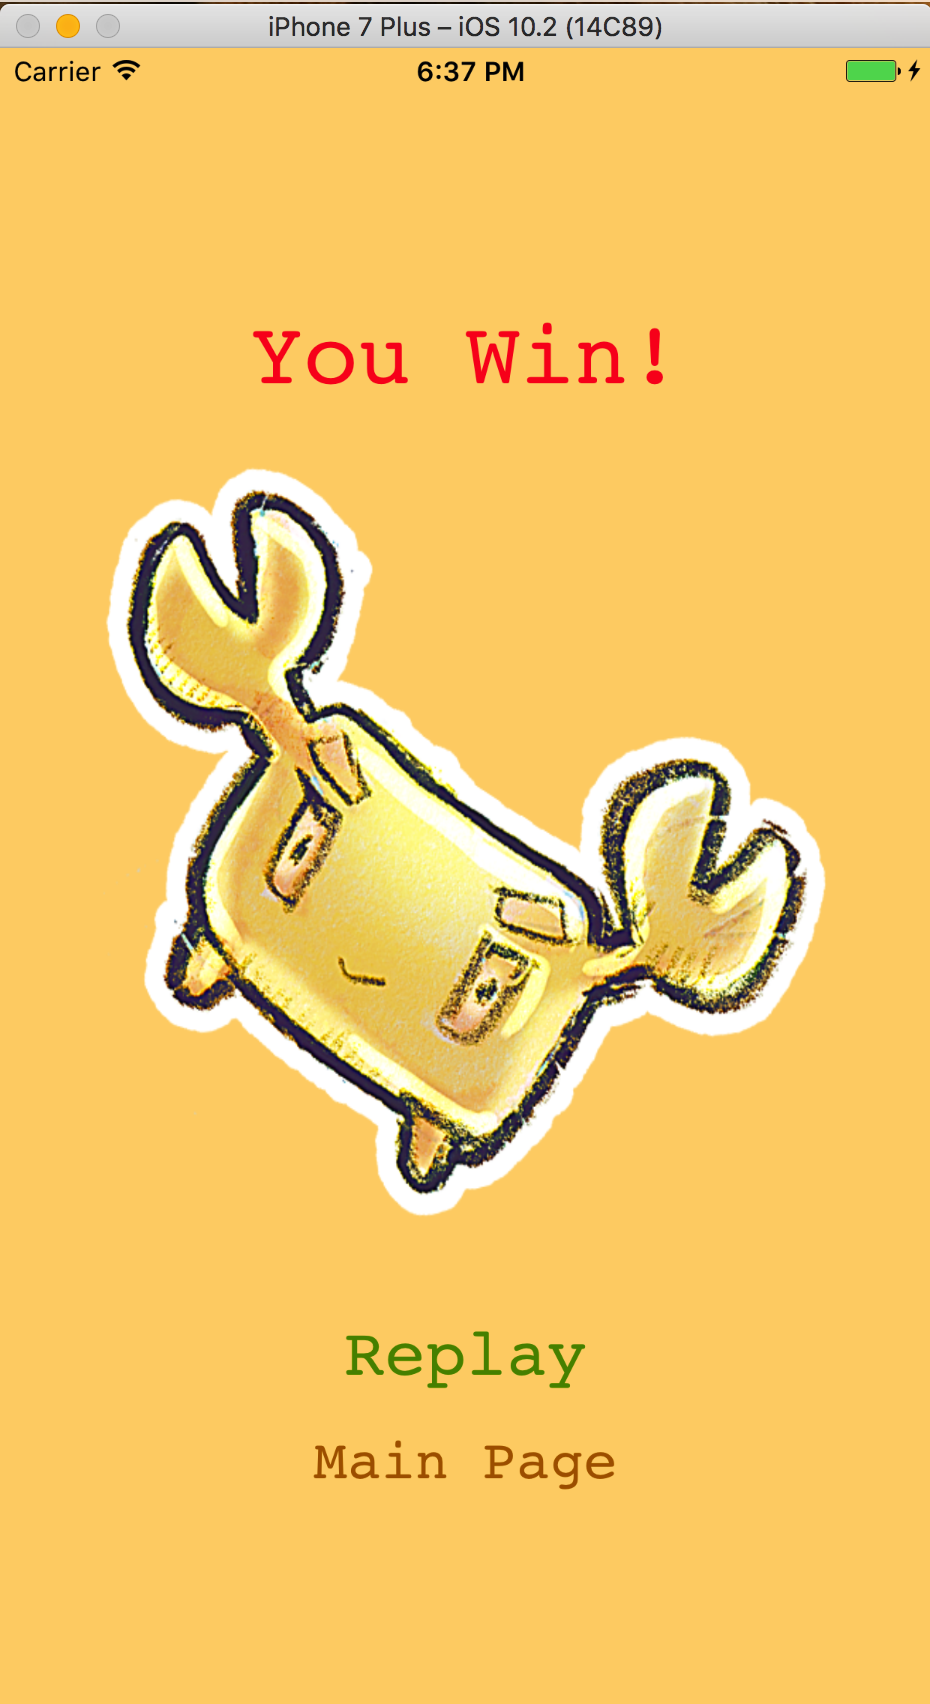 iPhone 7 Plus – iOS 10.2 (14C89)
Carrier 6:37 PM
You Win!
Replay
Main Page